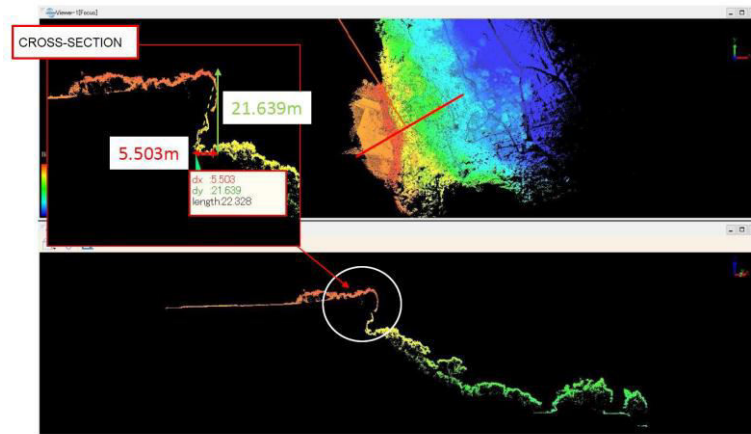 Viewer-1[Focus]
CROSS-SECTION
21.639m
5.503m
dx :5.503
dy :21.639
length:22.328